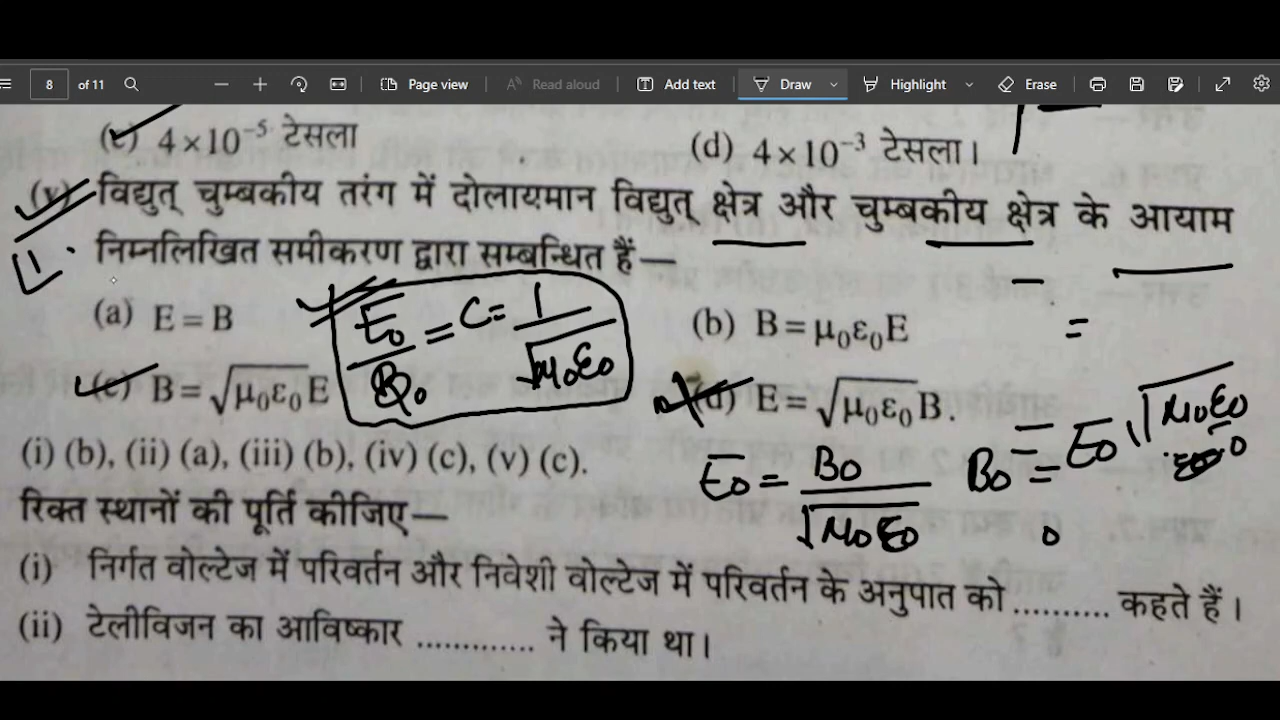 8 of 11 Page view Read aloud Add text Draw Highlight Erase
(c) 4×10⁻⁵ टेसला (d) 4×10⁻³ टेसला।
(v) विद्युत् चुम्बकीय तरंग में दोलायमान विद्युत् क्षेत्र और चुम्बकीय क्षेत्र के आयाम
निम्नलिखित समीकरण द्वारा सम्बन्धित हैं—
(a) E = B (b) B = μ₀ε₀E
E₀/B₀ = C = 1/√μ₀ε₀
(c) B = √μ₀ε₀ E (d) E = √μ₀ε₀ B.
(i) (b), (ii) (a), (iii) (b), (iv) (c), (v) (c).
E₀ = B₀/√μ₀ε₀ B₀ = E₀ √μ₀ε₀
रिक्त स्थानों की पूर्ति कीजिए—
(i) निर्गत वोल्टेज में परिवर्तन और निवेशी वोल्टेज में परिवर्तन के अनुपात को .......... कहते हैं।
(ii) टेलीविजन का आविष्कार ............. ने किया था।